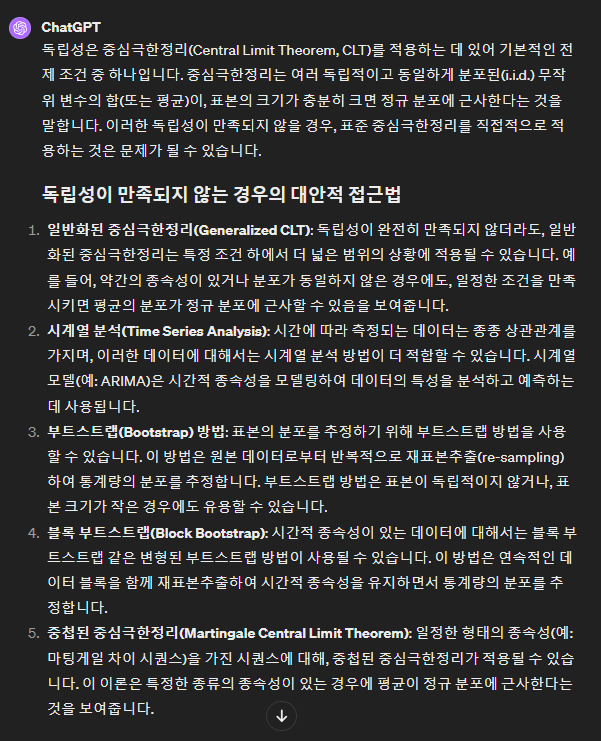 ChatGPT
독립성은 중심극한정리(Central Limit Theorem, CLT)를 적용하는 데 있어 기본적인 전
제 조건 중 하나입니다. 중심극한정리는 여러 독립적이고 동일하게 분포된(i.i.d.) 무작
위 변수의 합(또는 평균)이, 표본의 크기가 충분히 크면 정규 분포에 근사한다는 것을
말합니다. 이러한 독립성이 만족되지 않을 경우, 표준 중심극한정리를 직접적으로 적
용하는 것은 문제가 될 수 있습니다.
독립성이 만족되지 않는 경우의 대안적 접근법
1. 일반화된 중심극한정리(Generalized CLT): 독립성이 완전히 만족되지 않더라도, 일반
화된 중심극한정리는 특정 조건 하에서 더 넓은 범위의 상황에 적용될 수 있습니다. 예
를 들어, 약간의 종속성이 있거나 분포가 동일하지 않은 경우에도, 일정한 조건을 만족
시키면 평균의 분포가 정규 분포에 근사할 수 있음을 보여줍니다.
2. 시계열 분석(Time Series Analysis): 시간에 따라 측정되는 데이터는 종종 상관관계를
가지며, 이러한 데이터에 대해서는 시계열 분석 방법이 더 적합할 수 있습니다. 시계열
모델(예: ARIMA)은 시간적 종속성을 모델링하여 데이터의 특성을 분석하고 예측하는
데 사용됩니다.
3. 부트스트랩(Bootstrap) 방법: 표본의 분포를 추정하기 위해 부트스트랩 방법을 사용
할 수 있습니다. 이 방법은 원본 데이터로부터 반복적으로 재표본추출(re-sampling)
하여 통계량의 분포를 추정합니다. 부트스트랩 방법은 표본이 독립적이지 않거나, 표
본 크기가 작은 경우에도 유용할 수 있습니다.
4. 블록 부트스트랩(Block Bootstrap): 시간적 종속성이 있는 데이터에 대해서는 블록 부
트스트랩 같은 변형된 부트스트랩 방법이 사용될 수 있습니다. 이 방법은 연속적인 데
이터 블록을 함께 재표본추출하여 시간적 종속성을 유지하면서 통계량의 분포를 추
정합니다.
5. 중첩된 중심극한정리(Martingale Central Limit Theorem): 일정한 형태의 종속성(예:
마팅게일 차이 시퀀스)을 가진 시퀀스에 대해, 중첩된 중심극한정리가 적용될 수 있습
니다. 이 이론은 특정한 종류의 종속성이 있는 경우에 평균이 정규 분포에 근사한다는
것을 보여줍니다.